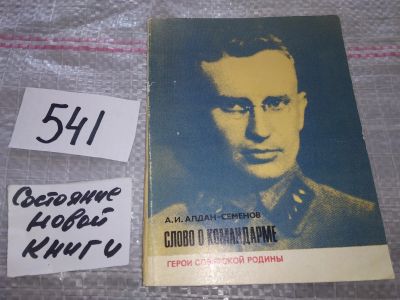 541
Состояние
новой
книги
А.И. АЛДАН-СЕМЕНОВ
СЛОВО О КОМАНДАРМЕ
ГЕРОИ СОВЕТСКОЙ РОДИНЫ